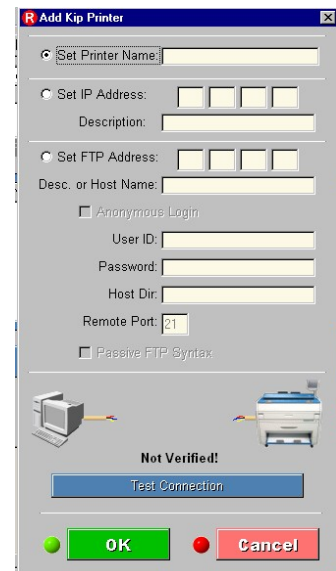 R Add Kip Printer
Set Printer Name:
Set IP Address:
Description:
Set FTP Address:
Desc. or Host Name:
Anonymous Login
User ID:
Password:
Host Dir:
Remote Port: 21
Passive FTP Syntax
Not Verified!
Test Connection
OK Cancel